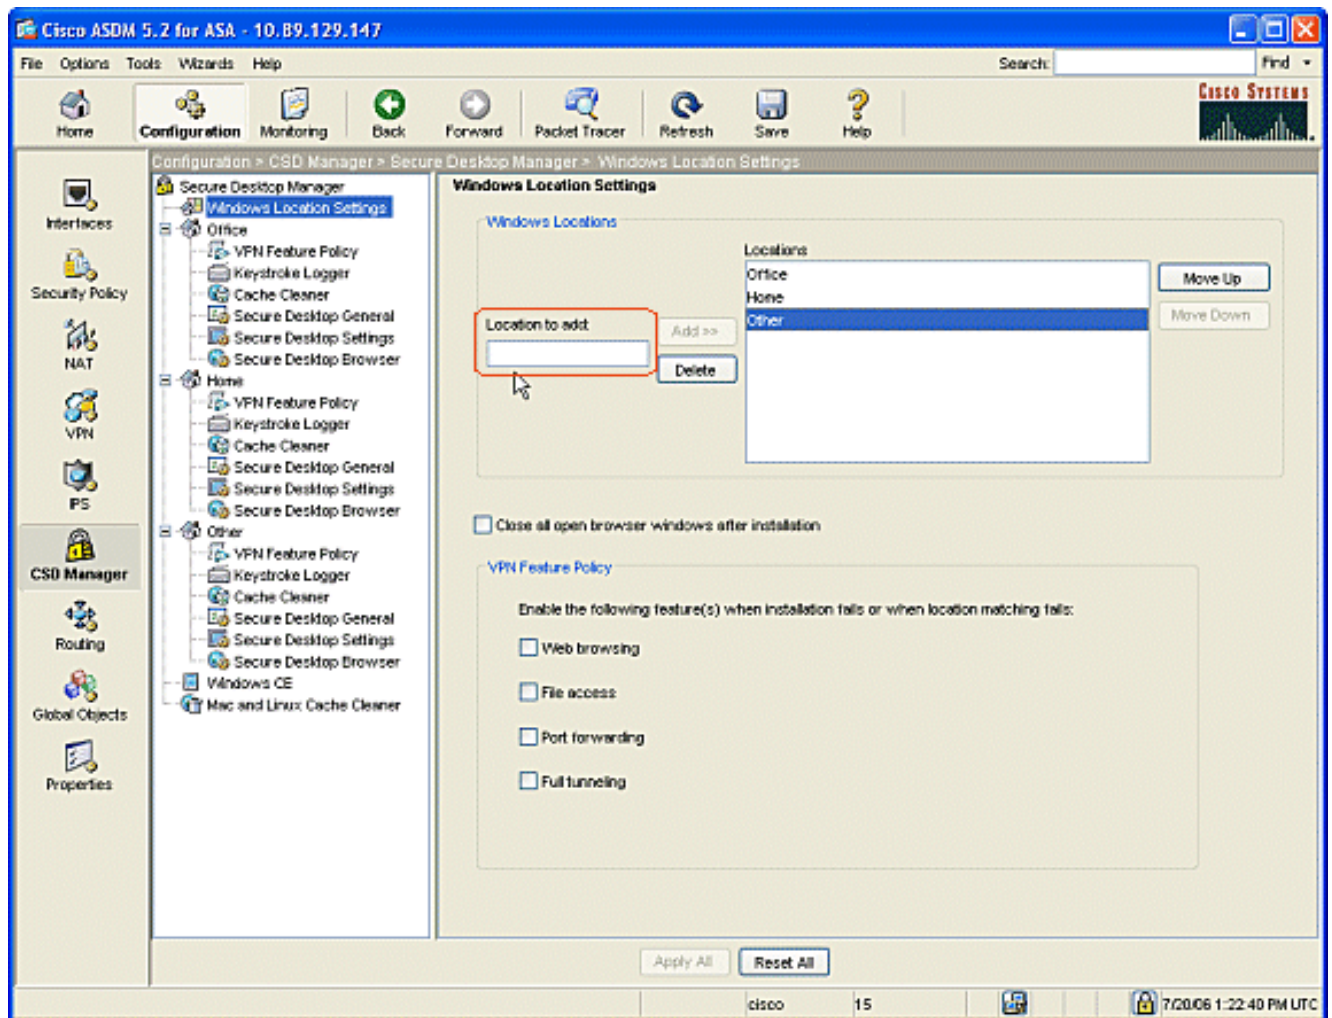 Cisco ASDM 5.2 for ASA - 10.89.129.147
File Options Tools Wizards Help Search: Find
Home Configuration Monitoring Back Forward Packet Tracer Refresh Save Help
CISCO SYSTEMS
Configuration > CSD Manager > Secure Desktop Manager > Windows Location Settings
Interfaces
Security Policy
NAT
VPN
IPS
CSD Manager
Routing
Global Objects
Properties
Secure Desktop Manager
Windows Location Settings
Office
VPN Feature Policy
Keystroke Logger
Cache Cleaner
Secure Desktop General
Secure Desktop Settings
Secure Desktop Browser
Home
VPN Feature Policy
Keystroke Logger
Cache Cleaner
Secure Desktop General
Secure Desktop Settings
Secure Desktop Browser
Other
VPN Feature Policy
Keystroke Logger
Cache Cleaner
Secure Desktop General
Secure Desktop Settings
Secure Desktop Browser
Windows CE
Mac and Linux Cache Cleaner
Windows Location Settings
Windows Locations
Location to add:
Add >>
Delete
Locations
Office
Home
Other
Move Up
Move Down
Close all open browser windows after installation
VPN Feature Policy
Enable the following feature(s) when installation fails or when location matching fails:
Web browsing
File access
Port forwarding
Full tunneling
Apply All Reset All
cisco 15 7/20/06 1:22:40 PM UTC